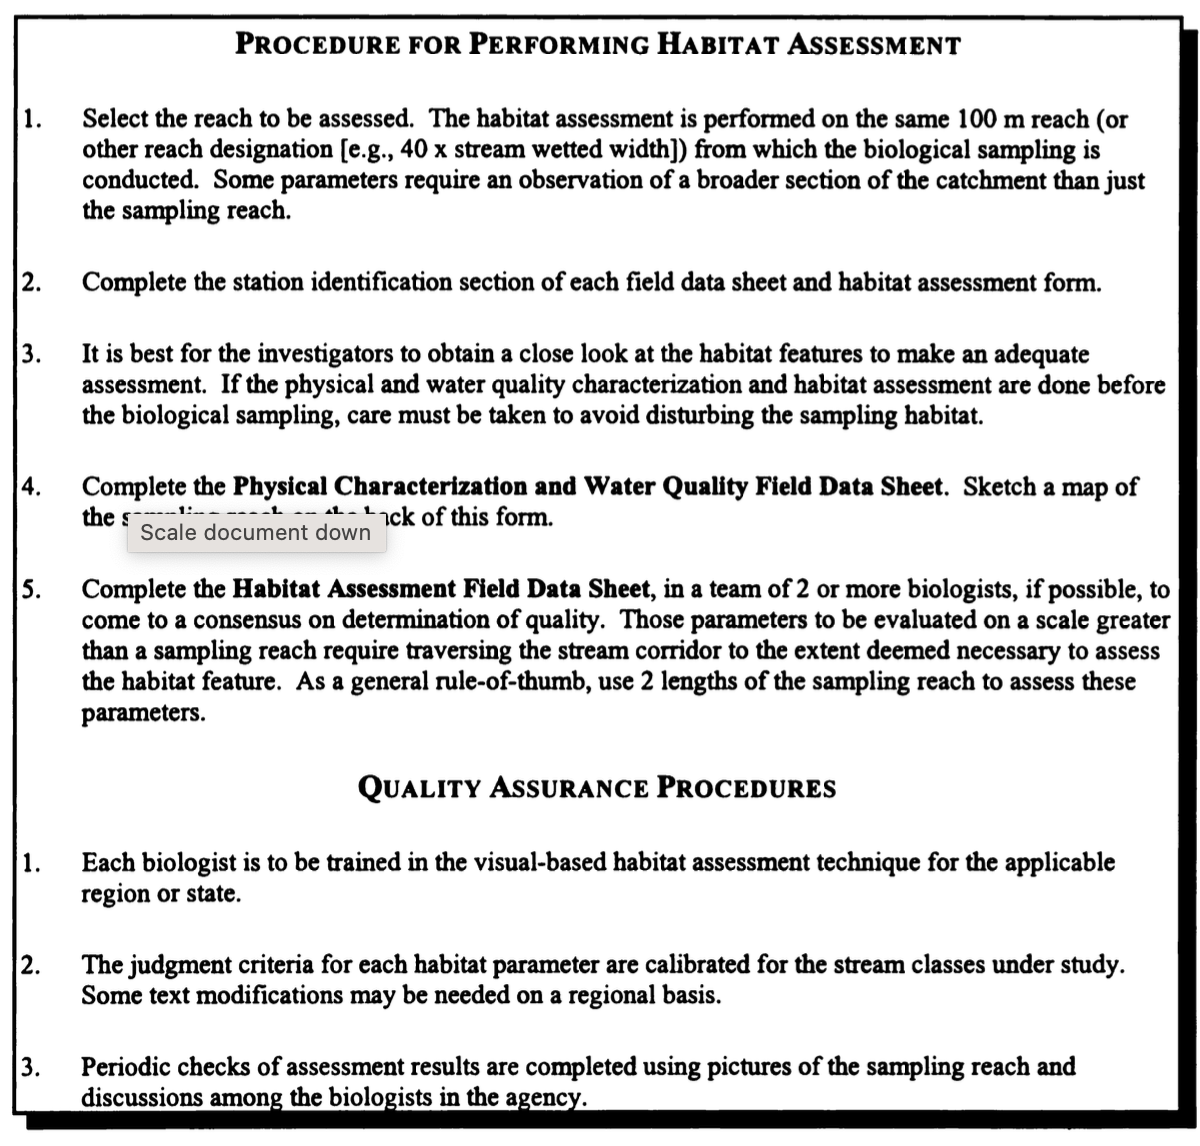 PROCEDURE FOR PERFORMING HABITAT ASSESSMENT
1. Select the reach to be assessed. The habitat assessment is performed on the same 100 m reach (or
other reach designation [e.g., 40 x stream wetted width]) from which the biological sampling is
conducted. Some parameters require an observation of a broader section of the catchment than just
the sampling reach.
2. Complete the station identification section of each field data sheet and habitat assessment form.
3. It is best for the investigators to obtain a close look at the habitat features to make an adequate
assessment. If the physical and water quality characterization and habitat assessment are done before
the biological sampling, care must be taken to avoid disturbing the sampling habitat.
4. Complete the Physical Characterization and Water Quality Field Data Sheet. Sketch a map of
the sampling reach on the back of this form.
Scale document down
5. Complete the Habitat Assessment Field Data Sheet, in a team of 2 or more biologists, if possible, to
come to a consensus on determination of quality. Those parameters to be evaluated on a scale greater
than a sampling reach require traversing the stream corridor to the extent deemed necessary to assess
the habitat feature. As a general rule-of-thumb, use 2 lengths of the sampling reach to assess these
parameters.
QUALITY ASSURANCE PROCEDURES
1. Each biologist is to be trained in the visual-based habitat assessment technique for the applicable
region or state.
2. The judgment criteria for each habitat parameter are calibrated for the stream classes under study.
Some text modifications may be needed on a regional basis.
3. Periodic checks of assessment results are completed using pictures of the sampling reach and
discussions among the biologists in the agency.